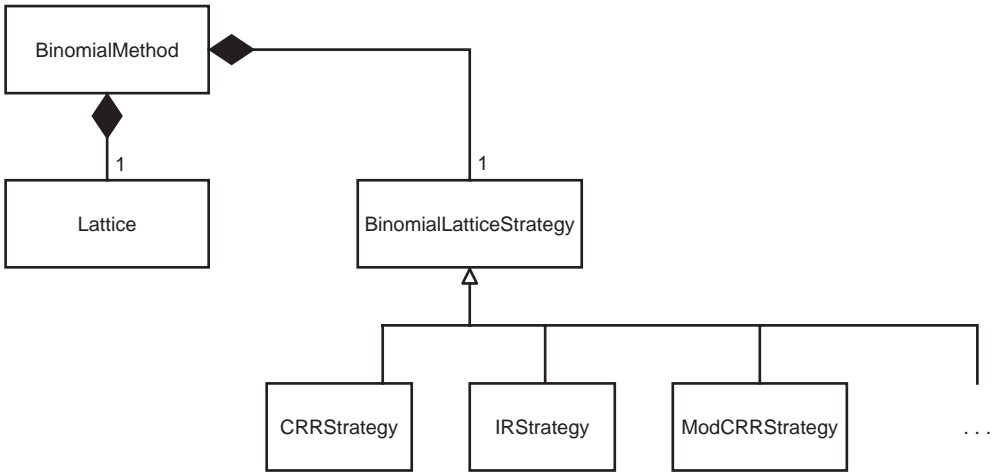 BinomialMethod
1
1
Lattice
BinomialLatticeStrategy
CRRStrategy
IRStrategy
ModCRRStrategy
. . .